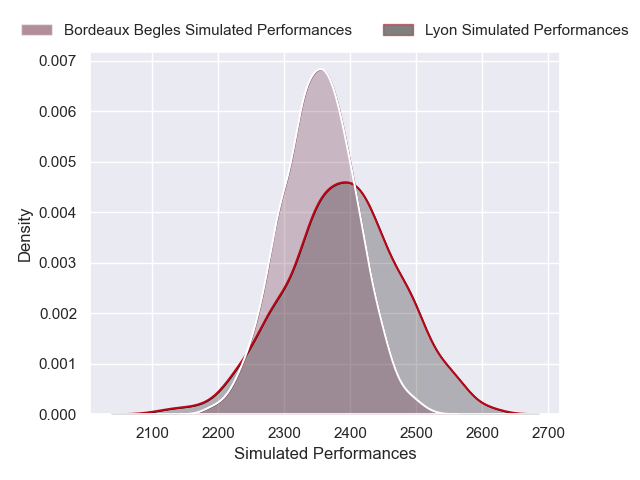 Bordeaux Begles Simulated Performances
Lyon Simulated Performances
0.007
0.006
0.005
0.004
0.003
0.002
0.001
0.000
Density
2100 2200 2300 2400 2500 2600 2700
Simulated Performances